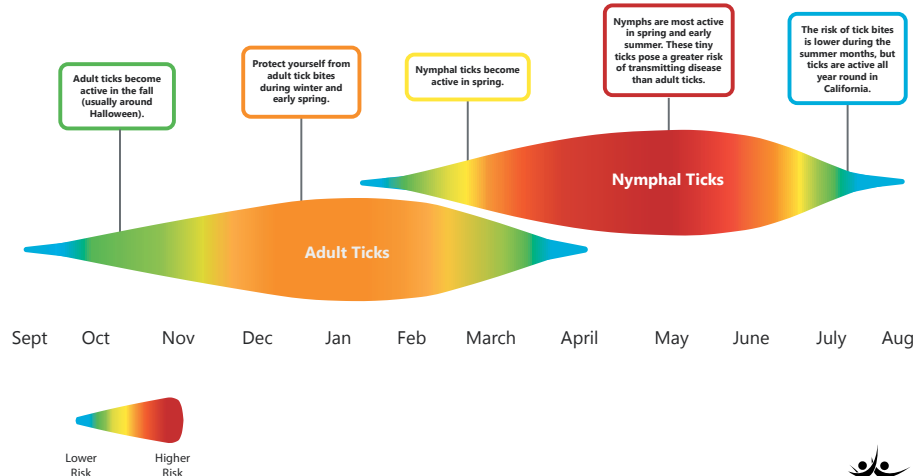 Adult ticks become
active in the fall
(usually around
Halloween).
Protect yourself from
adult tick bites
during winter and
early spring.
Nymphal ticks become
active in spring.
Nymphs are most active
in spring and early
summer. These tiny
ticks pose a greater risk
of transmitting disease
than adult ticks.
The risk of tick bites
is lower during the
summer months, but
ticks are active all
year round in
California.
Nymphal Ticks
Adult Ticks
Sept Oct Nov Dec Jan Feb March April May June July Aug
Lower
Risk
Higher
Risk